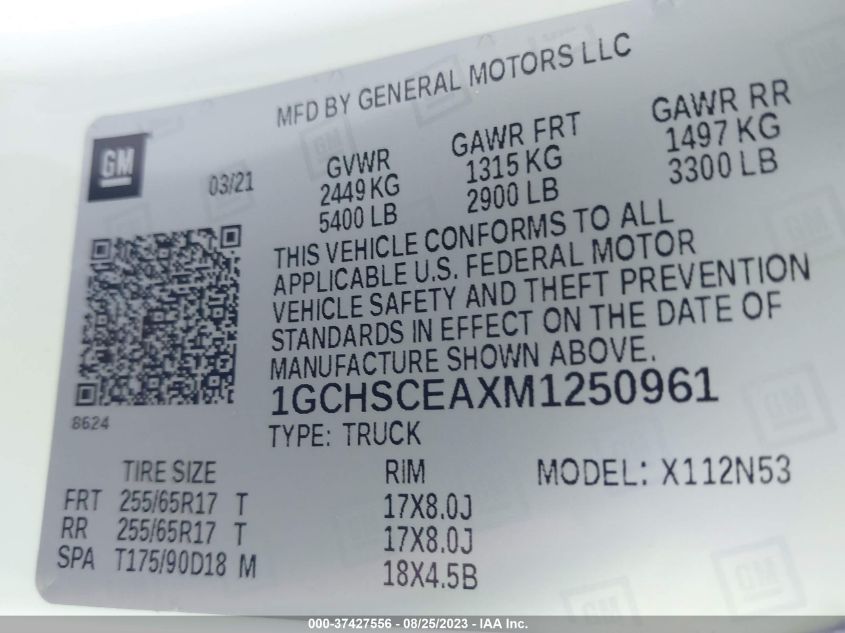 MFD BY GENERAL MOTORS LLC
GM
03/21
GVWR GAWR FRT GAWR RR
2449 KG 1315 KG 1497 KG
5400 LB 2900 LB 3300 LB
THIS VEHICLE CONFORMS TO ALL
APPLICABLE U.S. FEDERAL MOTOR
VEHICLE SAFETY AND THEFT PREVENTION
STANDARDS IN EFFECT ON THE DATE OF
MANUFACTURE SHOWN ABOVE.
1GCHSCEAXM1250961
8624
TYPE: TRUCK
TIRE SIZE RIM MODEL: X112N53
FRT 255/65R17 T 17X8.0J
RR 255/65R17 T 17X8.0J
SPA T175/90D18 M 18X4.5B
000-37427556 - 08/25/2023 - IAA Inc.